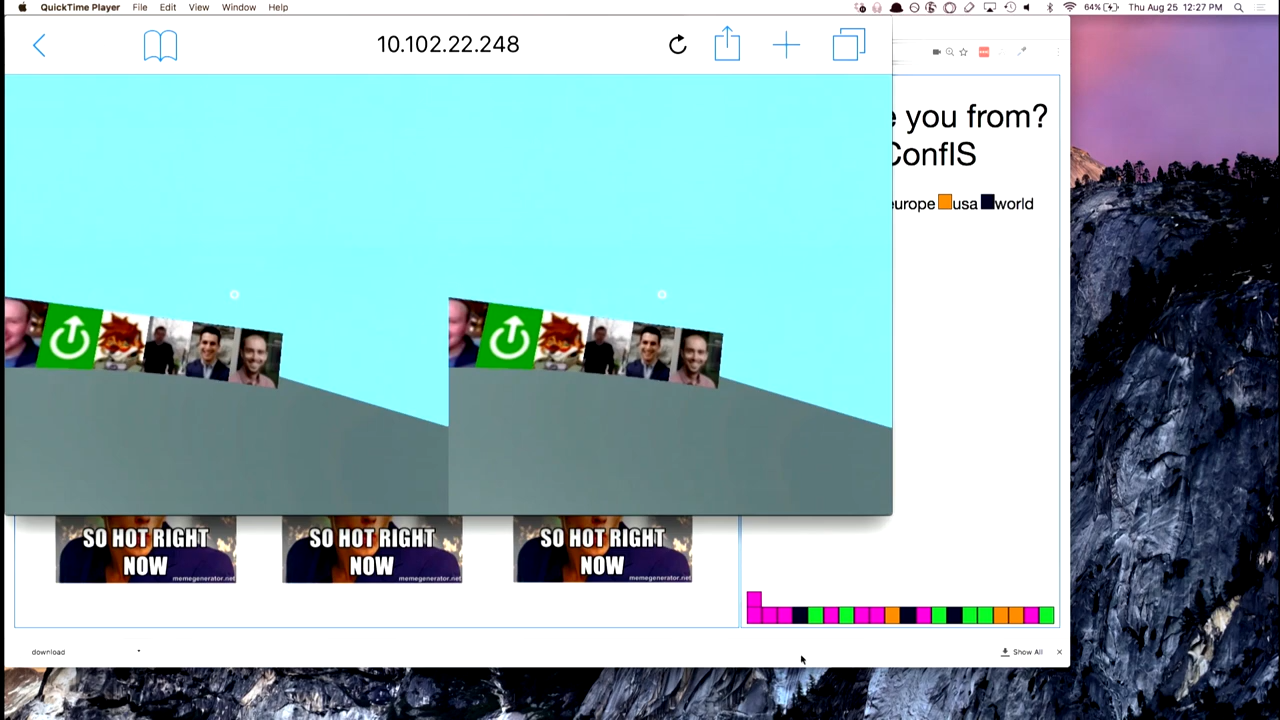 QuickTime Player File Edit View Window Help 64% Thu Aug 25 12:27 PM
10.102.22.248
you from?
ConfIS
europe usa world
SO HOT RIGHT
NOW
memegenerator.net
SO HOT RIGHT
NOW
memegenerator.net
SO HOT RIGHT
NOW
memegenerator.net
download Show All